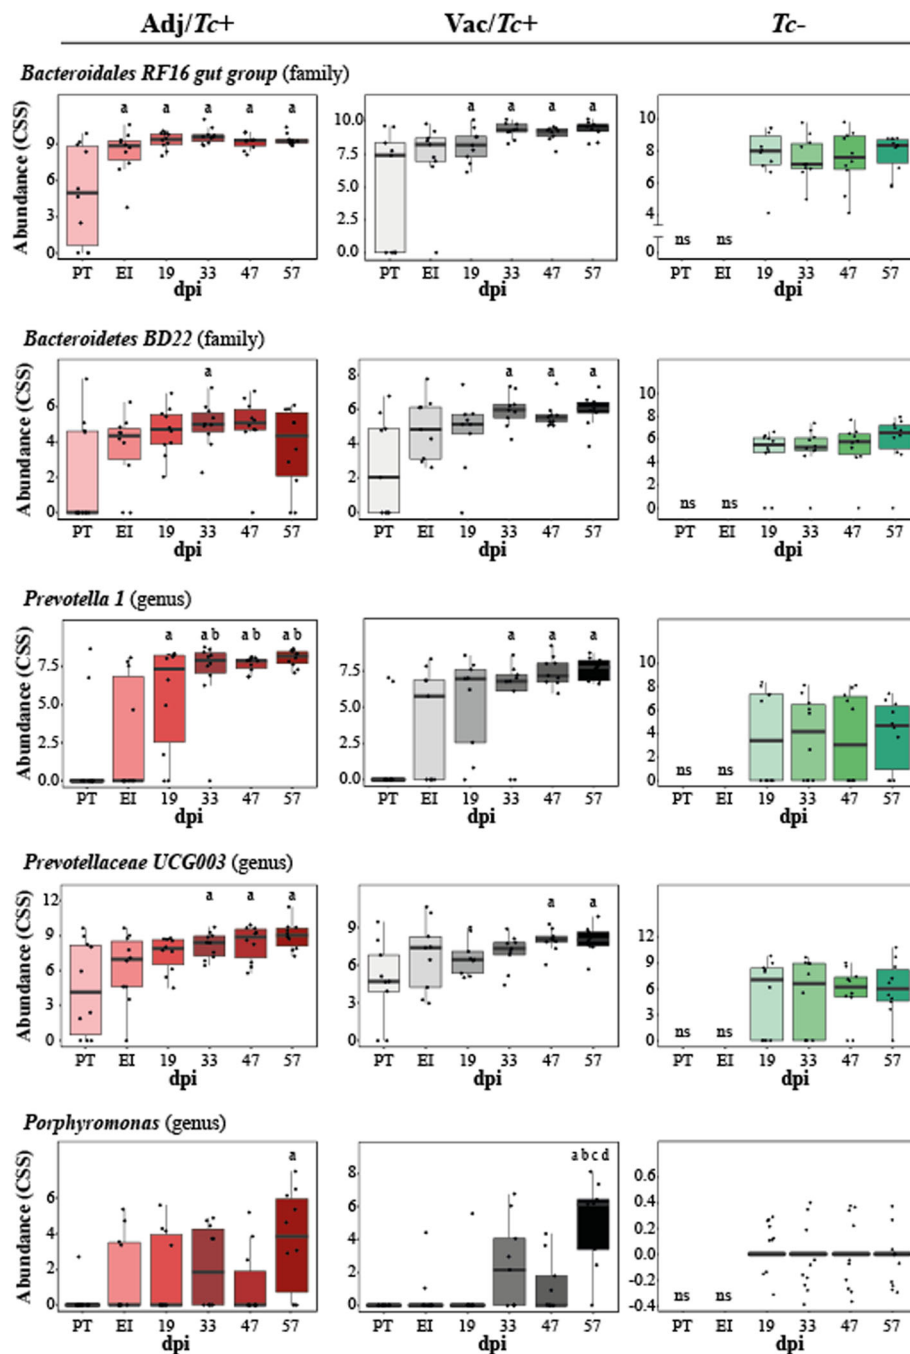 Adj/Tc+ Vac/Tc+ Tc-
Bacteroidales RF16 gut group (family)
Abundance (CSS)
9
6
3
0
a a a a a
PT EI 19 33 47 57
dpi
10.0
7.5
5.0
2.5
0.0
a a a a
PT EI 19 33 47 57
dpi
10
8
6
4
0
ns ns
PT EI 19 33 47 57
dpi
Bacteroidetes BD22 (family)
Abundance (CSS)
6
4
2
0
a
PT EI 19 33 47 57
dpi
8
6
4
2
0
a a a
PT EI 19 33 47 57
dpi
10
8
6
4
0
ns ns
PT EI 19 33 47 57
dpi
Prevotella 1 (genus)
Abundance (CSS)
7.5
5.0
2.5
0.0
a a b a b a b
PT EI 19 33 47 57
dpi
7.5
5.0
2.5
0.0
a a a
PT EI 19 33 47 57
dpi
10
8
6
4
2
0
ns ns
PT EI 19 33 47 57
dpi
Prevotellaceae UCG003 (genus)
Abundance (CSS)
12
9
6
3
0
a a a
PT EI 19 33 47 57
dpi
9
6
3
0
a a
PT EI 19 33 47 57
dpi
12
9
6
3
0
ns ns
PT EI 19 33 47 57
dpi
Porphyromonas (genus)
Abundance (CSS)
6
4
2
0
a
PT EI 19 33 47 57
dpi
8
6
4
2
0
a b c d
PT EI 19 33 47 57
dpi
0.6
0.4
0.2
0.0
-0.2
-0.4
ns ns
PT EI 19 33 47 57
dpi